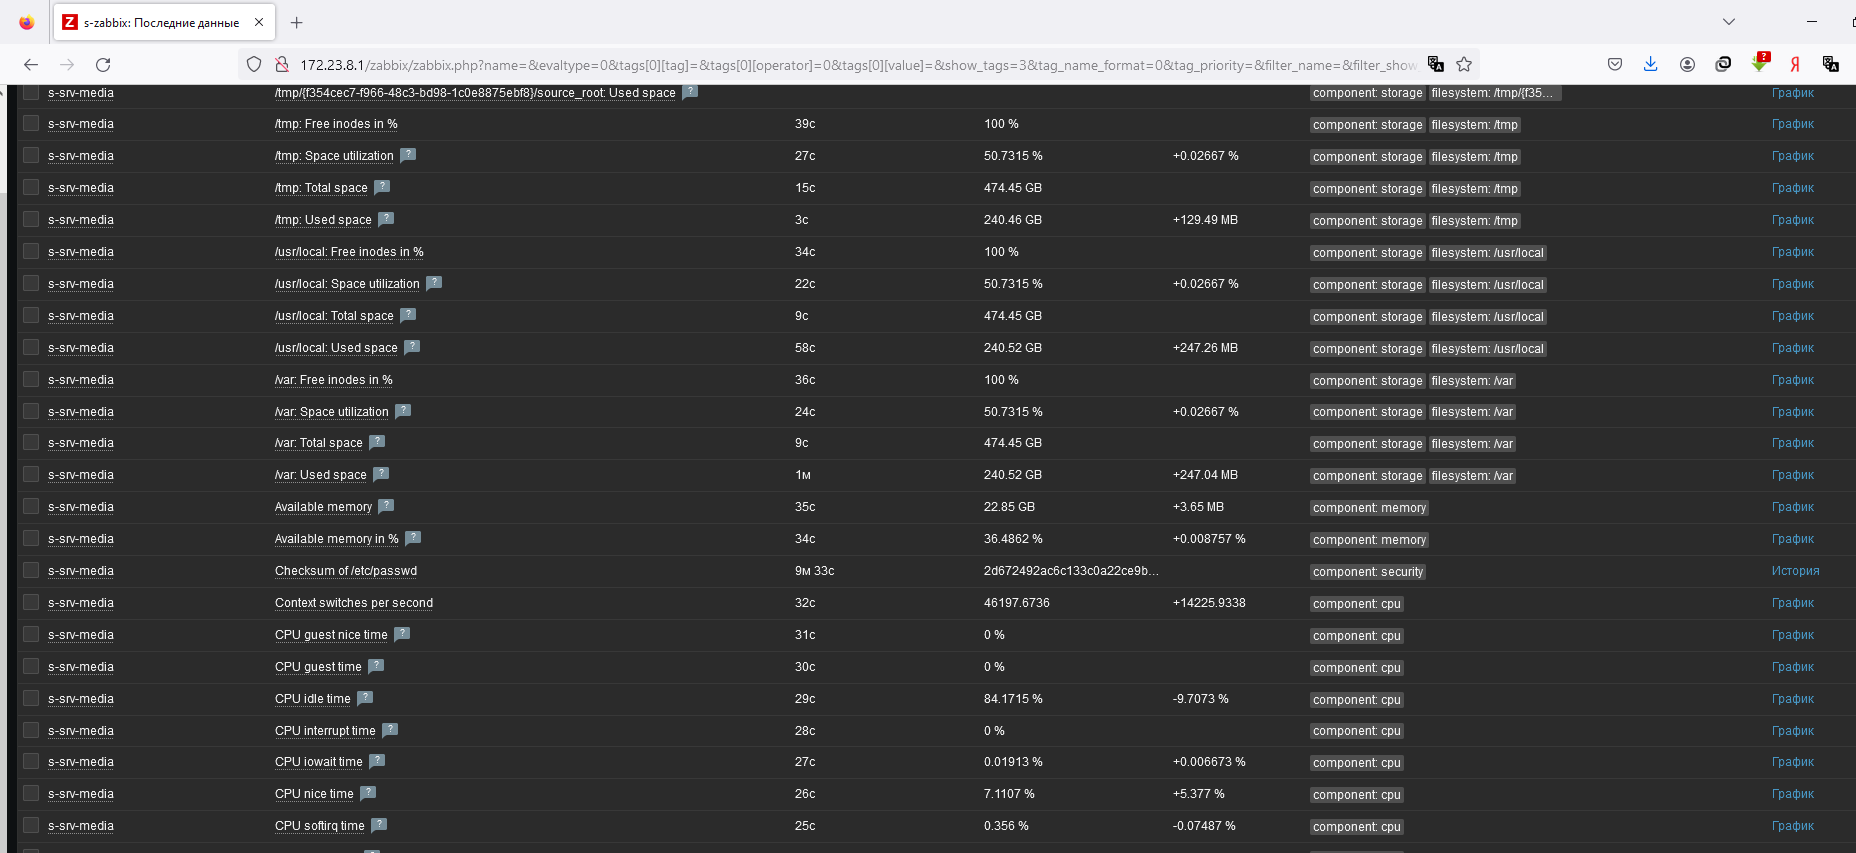 s-zabbix: Последние данные
172.23.8.1/zabbix/zabbix.php?name=&evaltype=0&tags[0][tag]=&tags[0][operator]=0&tags[0][value]=&show_tags=3&tag_name_format=0&tag_priority=&filter_name=&filter_show
s-srv-media /tmp/{f354cec7-f966-48c3-bd98-1c0e8875ebf8}/source_root: Used space ? component: storage filesystem: /tmp/{f35... График
s-srv-media /tmp: Free inodes in % 39с 100 % component: storage filesystem: /tmp График
s-srv-media /tmp: Space utilization ? 27с 50.7315 % +0.02667 % component: storage filesystem: /tmp График
s-srv-media /tmp: Total space ? 15с 474.45 GB component: storage filesystem: /tmp График
s-srv-media /tmp: Used space ? 3с 240.46 GB +129.49 MB component: storage filesystem: /tmp График
s-srv-media /usr/local: Free inodes in % 34с 100 % component: storage filesystem: /usr/local График
s-srv-media /usr/local: Space utilization ? 22с 50.7315 % +0.02667 % component: storage filesystem: /usr/local График
s-srv-media /usr/local: Total space ? 9с 474.45 GB component: storage filesystem: /usr/local График
s-srv-media /usr/local: Used space ? 58с 240.52 GB +247.26 MB component: storage filesystem: /usr/local График
s-srv-media /var: Free inodes in % 36с 100 % component: storage filesystem: /var График
s-srv-media /var: Space utilization ? 24с 50.7315 % +0.02667 % component: storage filesystem: /var График
s-srv-media /var: Total space ? 9с 474.45 GB component: storage filesystem: /var График
s-srv-media /var: Used space ? 1м 240.52 GB +247.04 MB component: storage filesystem: /var График
s-srv-media Available memory ? 35с 22.85 GB +3.65 MB component: memory График
s-srv-media Available memory in % ? 34с 36.4862 % +0.008757 % component: memory График
s-srv-media Checksum of /etc/passwd 9м 33с 2d672492ac6c133c0a22ce9b... component: security История
s-srv-media Context switches per second 32с 46197.6736 +14225.9338 component: cpu График
s-srv-media CPU guest nice time ? 31с 0 % component: cpu График
s-srv-media CPU guest time ? 30с 0 % component: cpu График
s-srv-media CPU idle time ? 29с 84.1715 % -9.7073 % component: cpu График
s-srv-media CPU interrupt time ? 28с 0 % component: cpu График
s-srv-media CPU iowait time ? 27с 0.01913 % +0.006673 % component: cpu График
s-srv-media CPU nice time ? 26с 7.1107 % +5.377 % component: cpu График
s-srv-media CPU softirq time ? 25с 0.356 % -0.07487 % component: cpu График